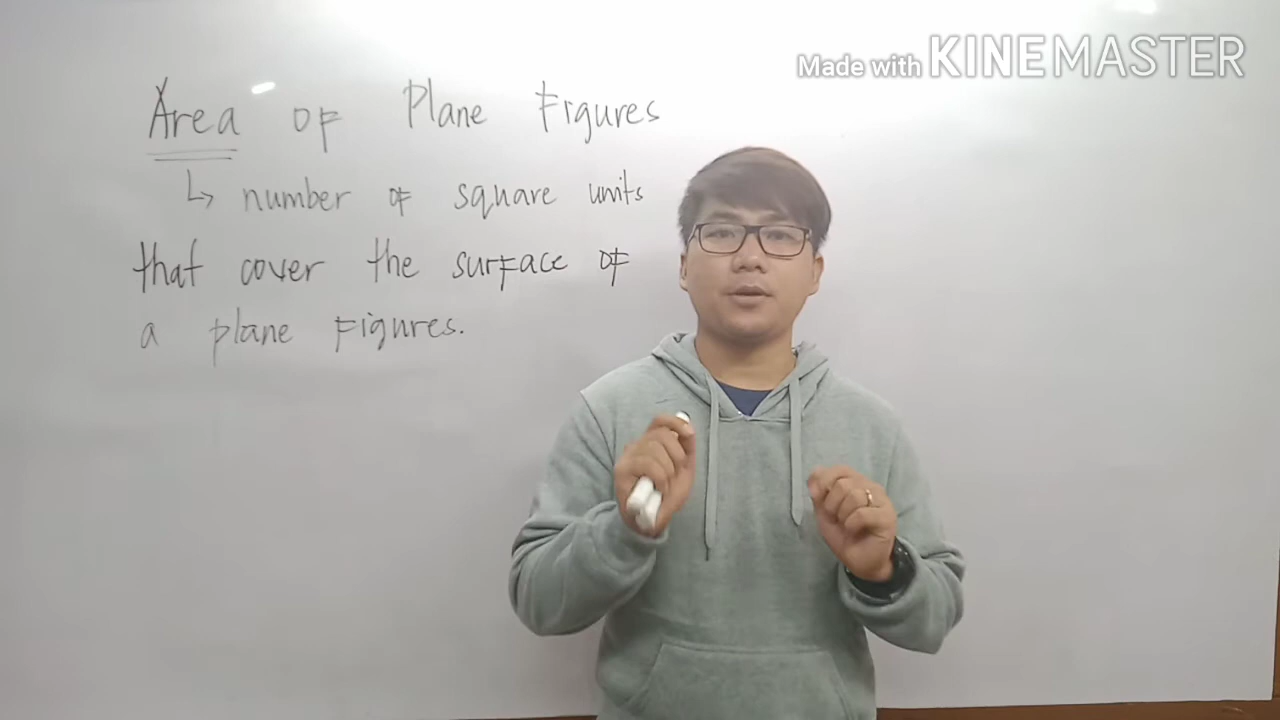 Made with KINEMASTER
Area of Plane Figures
↳ number of square units
that cover the surface of
a plane figures.